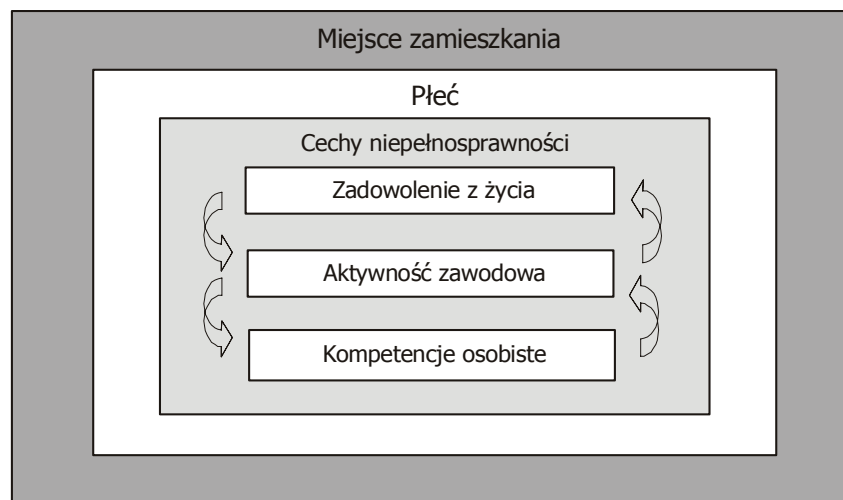 Miejsce zamieszkania
Płeć
Cechy niepełnosprawności
Zadowolenie z życia
Aktywność zawodowa
Kompetencje osobiste